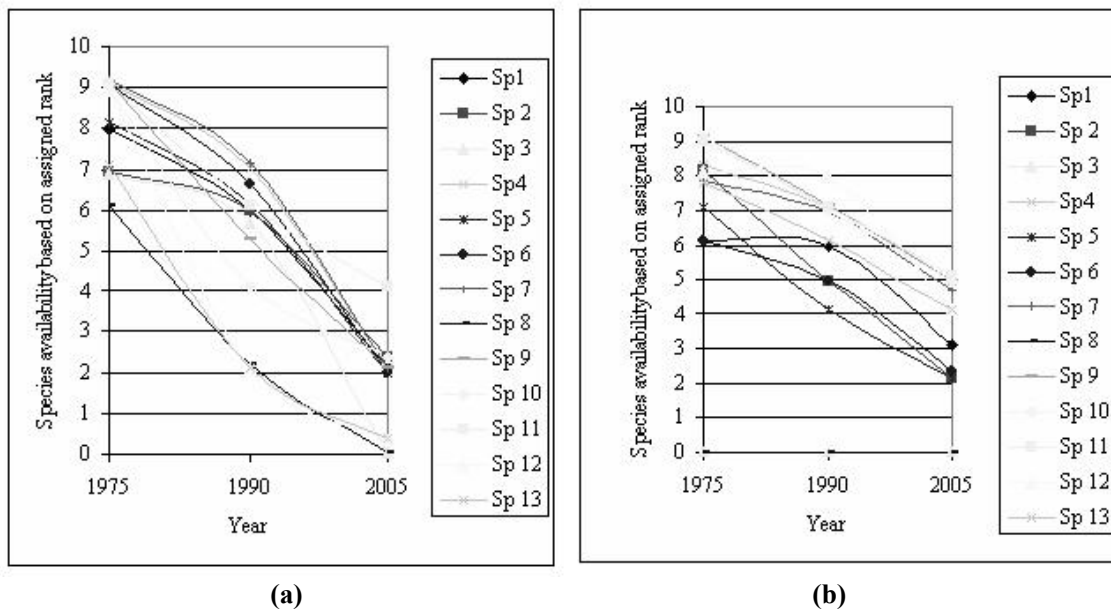 Species availability based on assigned rank
10
9
8
7
6
5
4
3
2
1
0
1975 1990 2005
Year
Sp1
Sp 2
Sp 3
Sp4
Sp 5
Sp 6
Sp 7
Sp 8
Sp 9
Sp 10
Sp 11
Sp 12
Sp 13
(a)
Species availability based on assigned rank
10
9
8
7
6
5
4
3
2
1
0
1975 1990 2005
Year
Sp1
Sp 2
Sp 3
Sp4
Sp 5
Sp 6
Sp 7
Sp 8
Sp 9
Sp 10
Sp 11
Sp 12
Sp 13
(b)